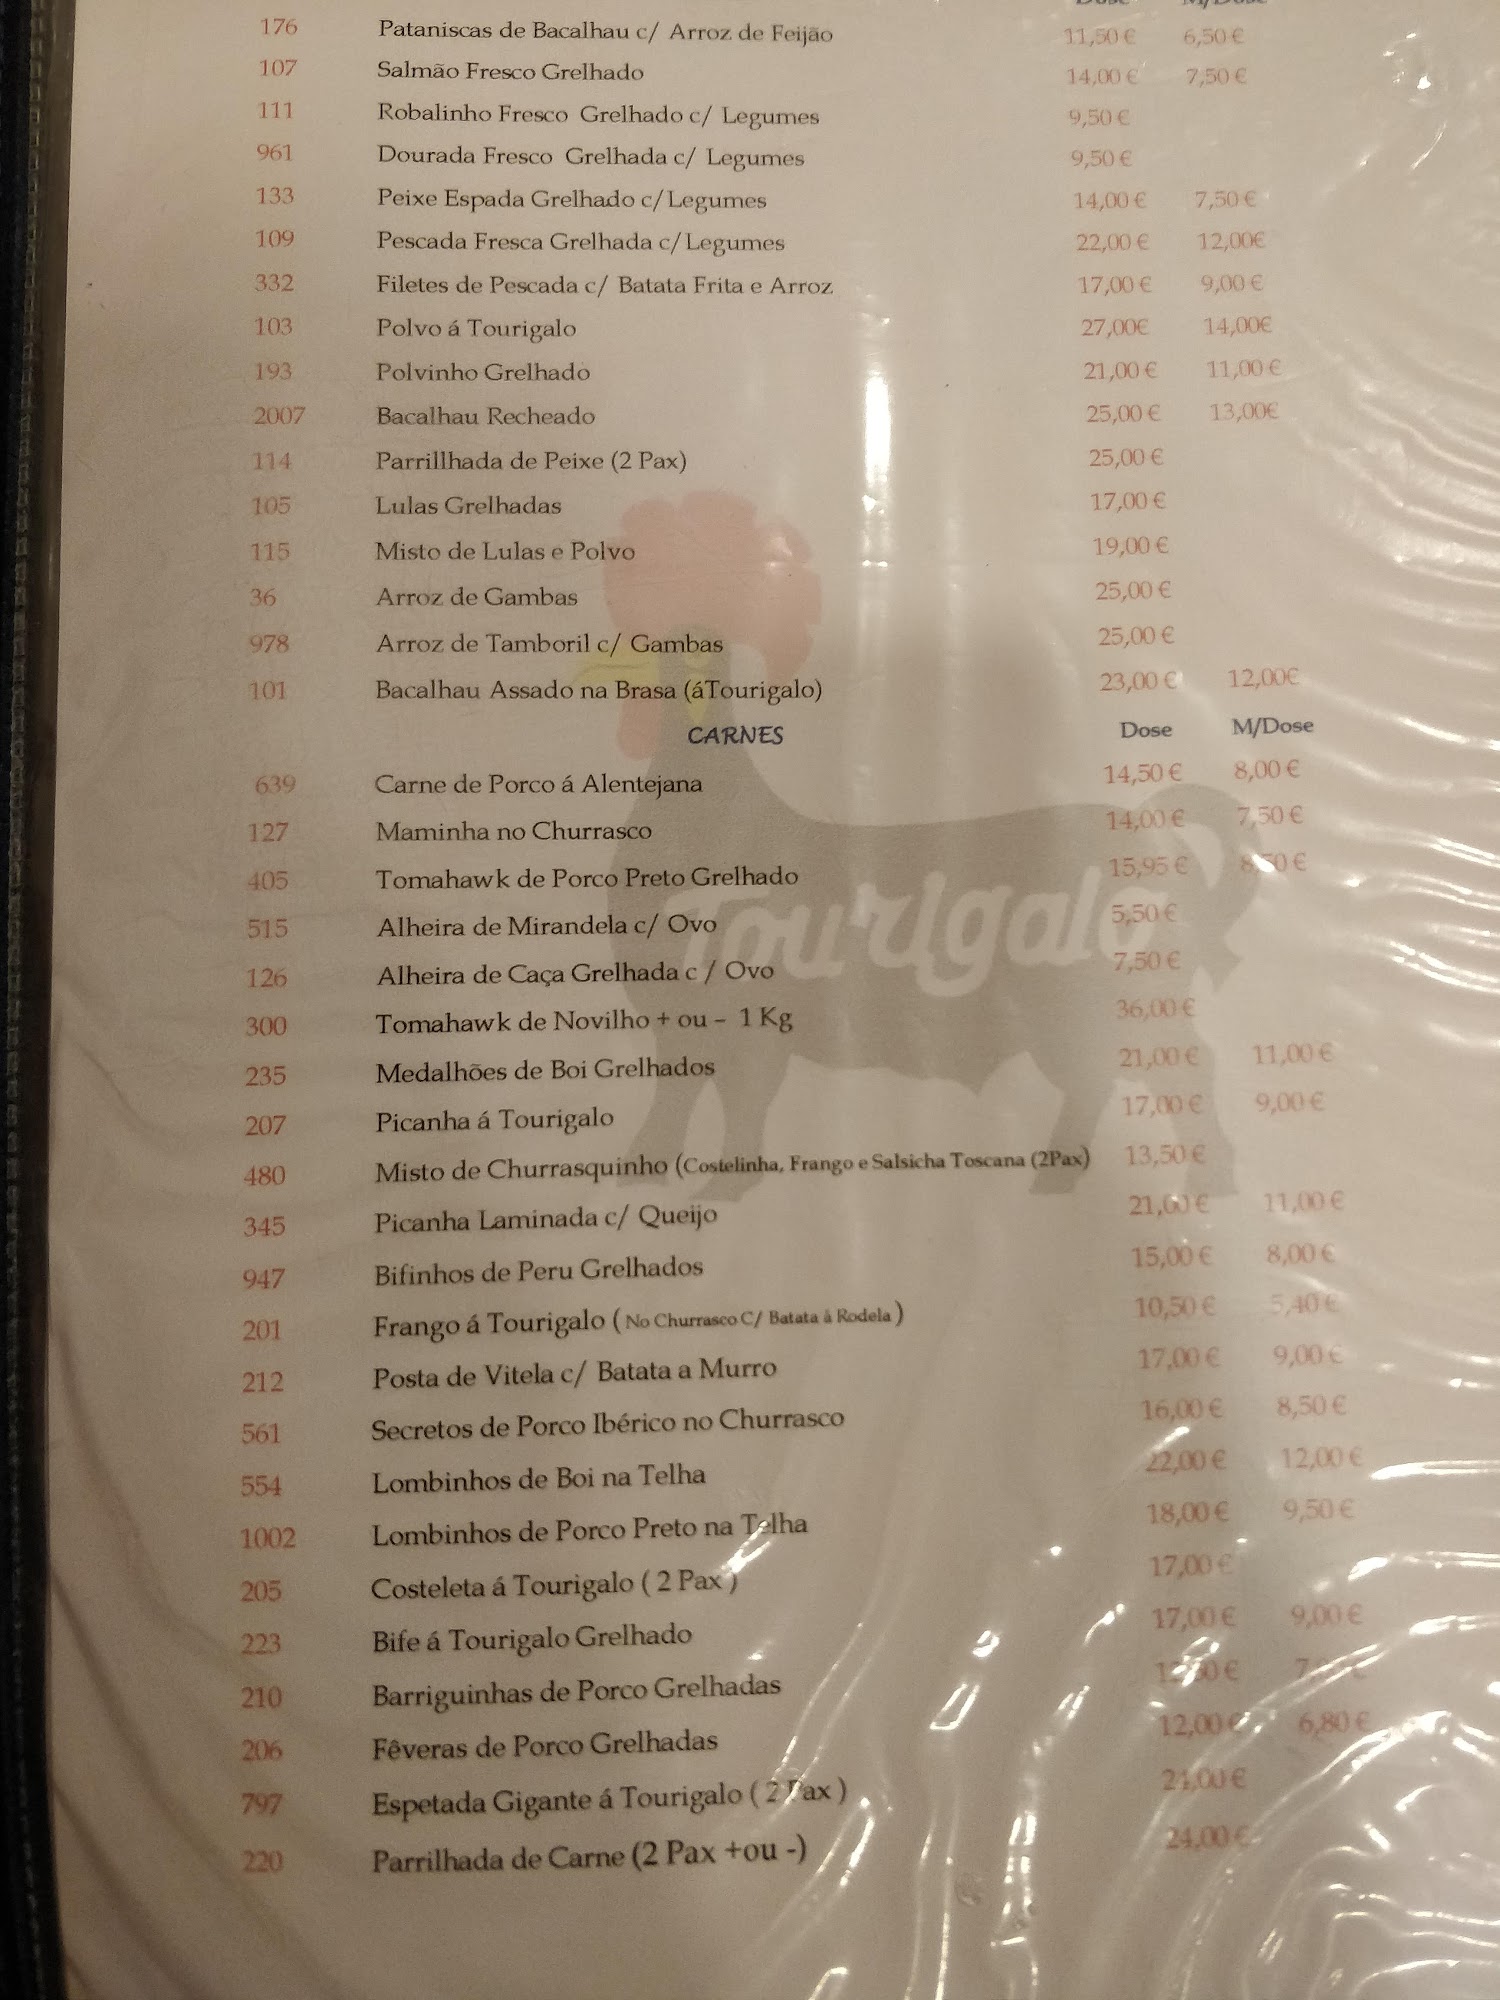 Dose M/Dose
176 Pataniscas de Bacalhau c/ Arroz de Feijão 11,50 € 6,50 €
107 Salmão Fresco Grelhado 14,00 € 7,50 €
111 Robalinho Fresco Grelhado c/ Legumes 9,50 €
961 Dourada Fresco Grelhada c/ Legumes 9,50 €
133 Peixe Espada Grelhado c/ Legumes 14,00 € 7,50 €
109 Pescada Fresca Grelhada c/ Legumes 22,00 € 12,00€
332 Filetes de Pescada c/ Batata Frita e Arroz 17,00 € 9,00 €
103 Polvo á Tourigalo 27,00€ 14,00€
193 Polvinho Grelhado 21,00 € 11,00 €
2007 Bacalhau Recheado 25,00 € 13,00€
114 Parrillhada de Peixe (2 Pax) 25,00 €
105 Lulas Grelhadas 17,00 €
115 Misto de Lulas e Polvo 19,00 €
36 Arroz de Gambas 25,00 €
978 Arroz de Tamboril c/ Gambas 25,00 €
101 Bacalhau Assado na Brasa (áTourigalo) 23,00 € 12,00€
CARNES Dose M/Dose
639 Carne de Porco á Alentejana 14,50 € 8,00 €
127 Maminha no Churrasco 14,00 € 7,50 €
405 Tomahawk de Porco Preto Grelhado 15,95 € 8,50 €
515 Alheira de Mirandela c/ Ovo 5,50 €
Tourigalo
126 Alheira de Caça Grelhada c / Ovo 7,50 €
300 Tomahawk de Novilho + ou – 1 Kg 36,00 €
235 Medalhões de Boi Grelhados 21,00 € 11,00 €
207 Picanha á Tourigalo 17,00 € 9,00 €
480 Misto de Churrasquinho (Costelinha, Frango e Salsicha Toscana (2Pax) 13,50 €
345 Picanha Laminada c/ Queijo 21,00 € 11,00 €
947 Bifinhos de Peru Grelhados 15,00 € 8,00 €
201 Frango á Tourigalo ( No Churrasco C/ Batata à Rodela ) 10,50 € 5,40 €
212 Posta de Vitela c/ Batata a Murro 17,00 € 9,00 €
561 Secretos de Porco Ibérico no Churrasco 16,00 € 8,50 €
554 Lombinhos de Boi na Telha 22,00 € 12,00 €
1002 Lombinhos de Porco Preto na Telha 18,00 € 9,50 €
205 Costeleta á Tourigalo ( 2 Pax ) 17,00 €
223 Bife á Tourigalo Grelhado 17,00 € 9,00 €
210 Barriguinhas de Porco Grelhadas
206 Fêveras de Porco Grelhadas 12,00 € 6,80 €
797 Espetada Gigante á Tourigalo ( 2 Pax )
220 Parrilhada de Carne (2 Pax +ou -) 24,00 €